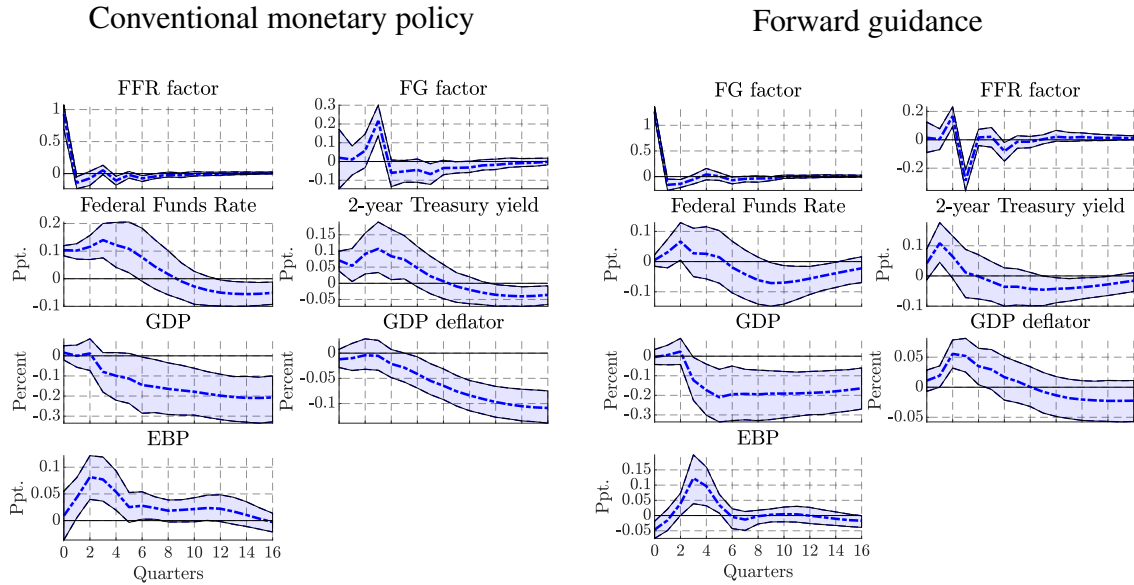 Conventional monetary policy
FFR factor
FG factor
1
0.5
0
0.3
0.2
0.1
0
-0.1
Federal Funds Rate
2-year Treasury yield
Ppt.
0.2
0.1
0
-0.1
Ppt.
0.15
0.1
0.05
0
-0.05
GDP
GDP deflator
Percent
0
-0.1
-0.2
-0.3
Percent
0
-0.05
-0.1
EBP
Ppt.
0.1
0.05
0
0 2 4 6 8 10 12 14 16
Quarters
Forward guidance
FG factor
FFR factor
1
0.5
0
0.2
0
-0.2
Federal Funds Rate
2-year Treasury yield
Ppt.
0.1
0
-0.1
Ppt.
0.1
0
-0.1
GDP
GDP deflator
Percent
0
-0.1
-0.2
-0.3
Percent
0.05
0
-0.05
EBP
Ppt.
0.15
0.1
0.05
0
-0.05
0 2 4 6 8 10 12 14 16
Quarters